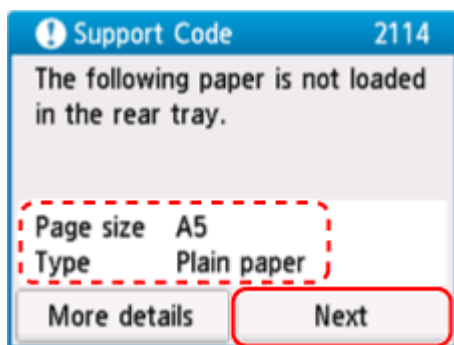 Support Code 2114
The following paper is not loaded
in the rear tray.
Page size A5
Type Plain paper
More details Next